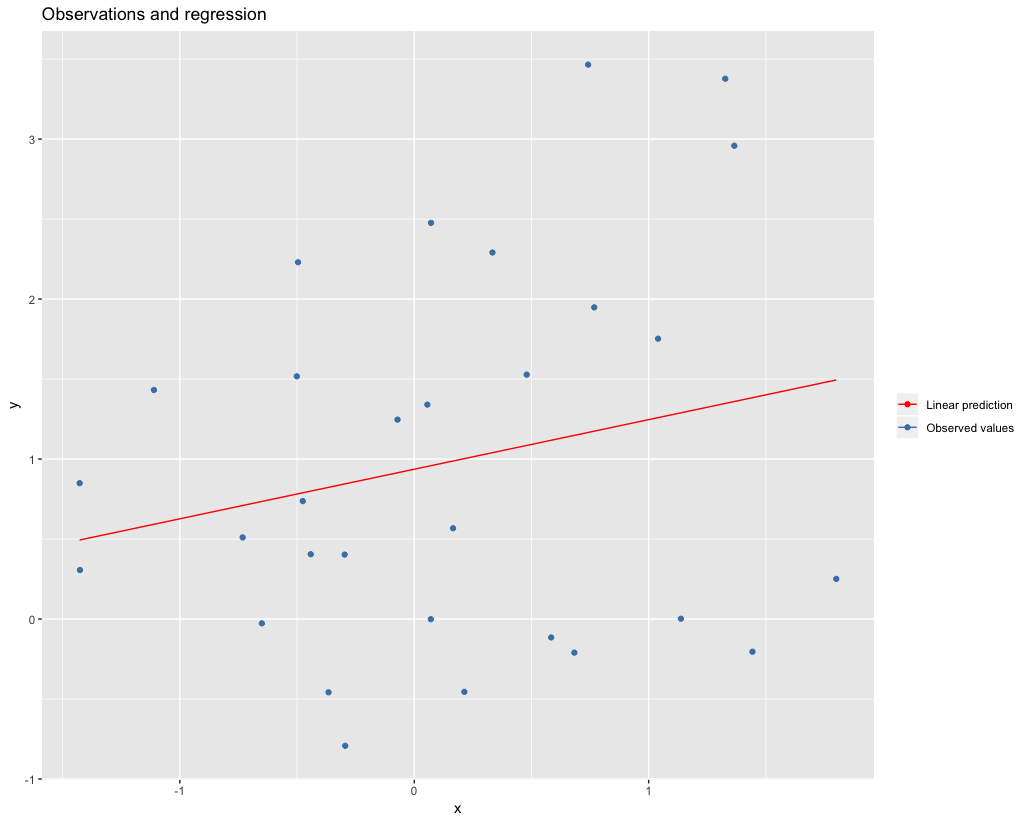 Observations and regression
3
2
1
0
-1
y
-1
0
1
x
Linear prediction
Observed values